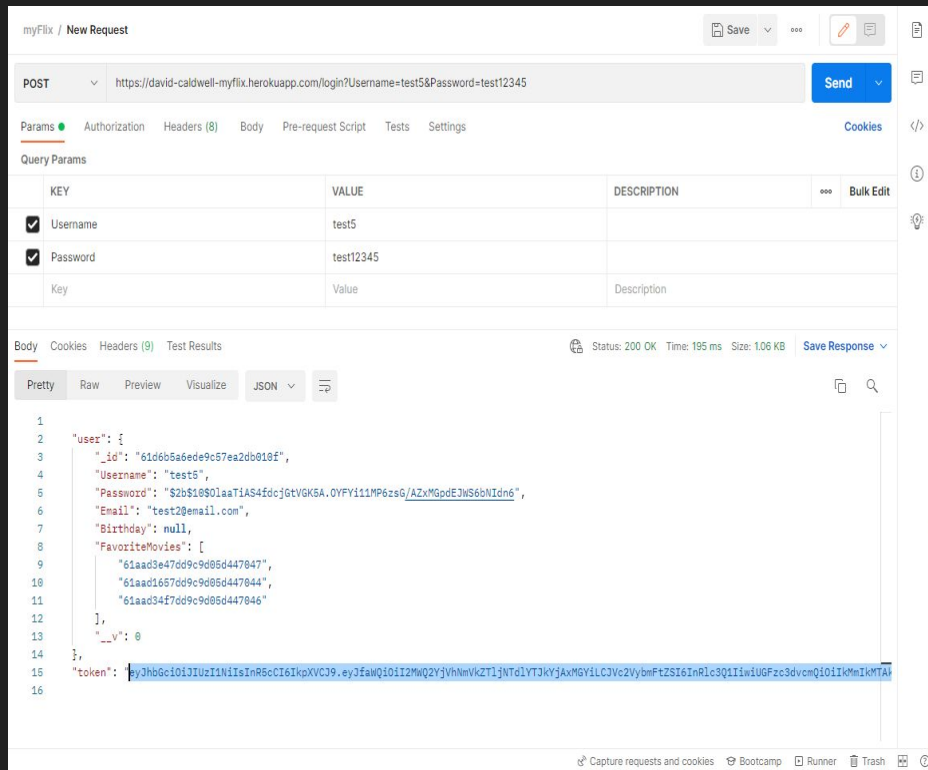 myFlix / New Request
Save
POST
https://david-caldwell-myflix.herokuapp.com/login?Username=test5&Password=test12345
Send
Params Authorization Headers (8) Body Pre-request Script Tests Settings Cookies
Query Params
KEY VALUE DESCRIPTION ooo Bulk Edit
Username test5
Password test12345
Key Value Description
Body Cookies Headers (9) Test Results Status: 200 OK Time: 195 ms Size: 1.06 KB Save Response
Pretty Raw Preview Visualize JSON
1
2 "user": {
3 "_id": "61d6b5a6ede9c57ea2db010f",
4 "Username": "test5",
5 "Password": "$2b$10$OlaaTiAS4fdcjGtVGK5A.OYFYi11MP6zsG/AZxMGpdEJWS6bNIdn6",
6 "Email": "test2@email.com",
7 "Birthday": null,
8 "FavoriteMovies": [
9 "61aad3e47dd9c9d05d447047",
10 "61aad1657dd9c9d05d447044",
11 "61aad34f7dd9c9d05d447046"
12 ],
13 "__v": 0
14 },
15 "token": "eyJhbGciOiJIUzI1NiIsInR5cCI6IkpXVCJ9.eyJfaWQiOiI2MWQ2YjVhNmVkZTljNTdlYTJkYjAxMGYiLCJVc2VybmFtZSI6InRlc3Q1IiwiUGFzc3dvcmQiOiIkMmIkMTAk
16
Capture requests and cookies Bootcamp Runner Trash